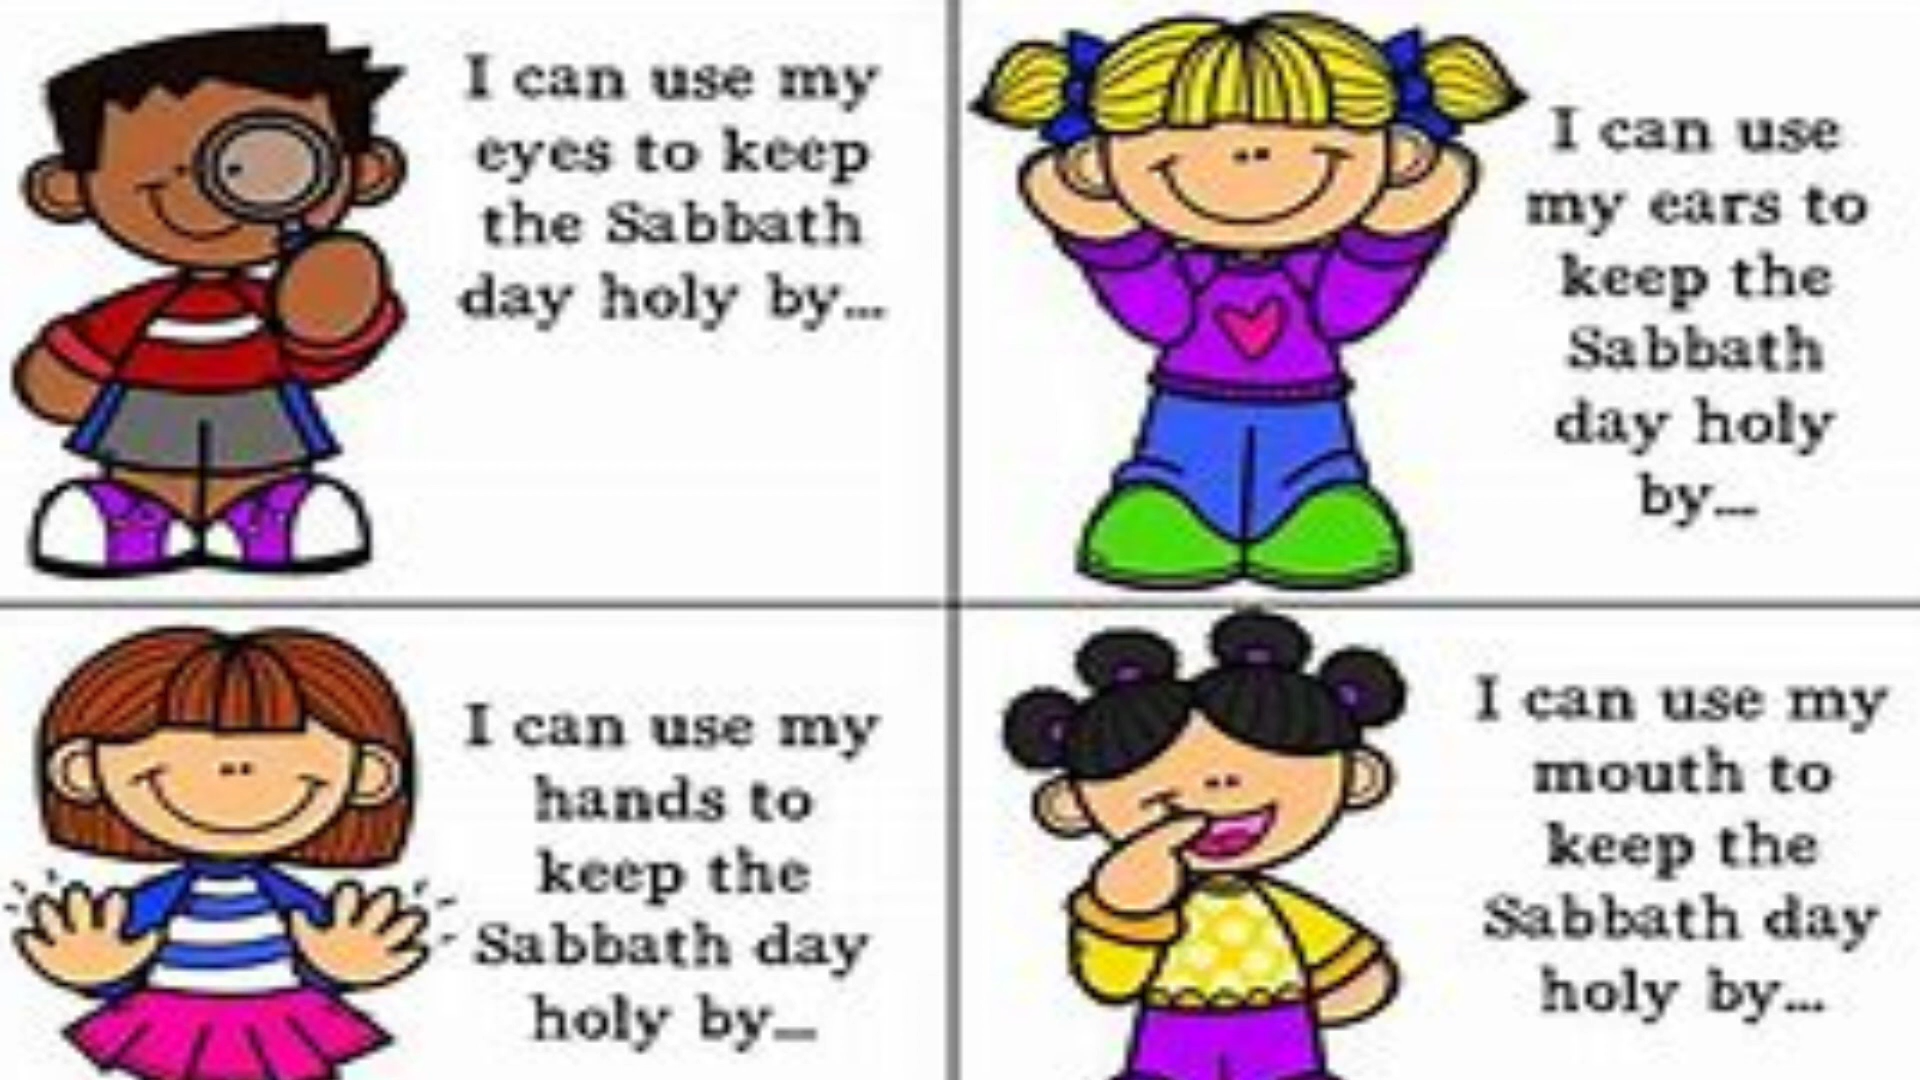 I can use my
eyes to keep
the Sabbath
day holy by...
I can use
my ears to
keep the
Sabbath
day holy
by...
I can use my
hands to
keep the
Sabbath day
holy by...
I can use my
mouth to
keep the
Sabbath day
holy by...